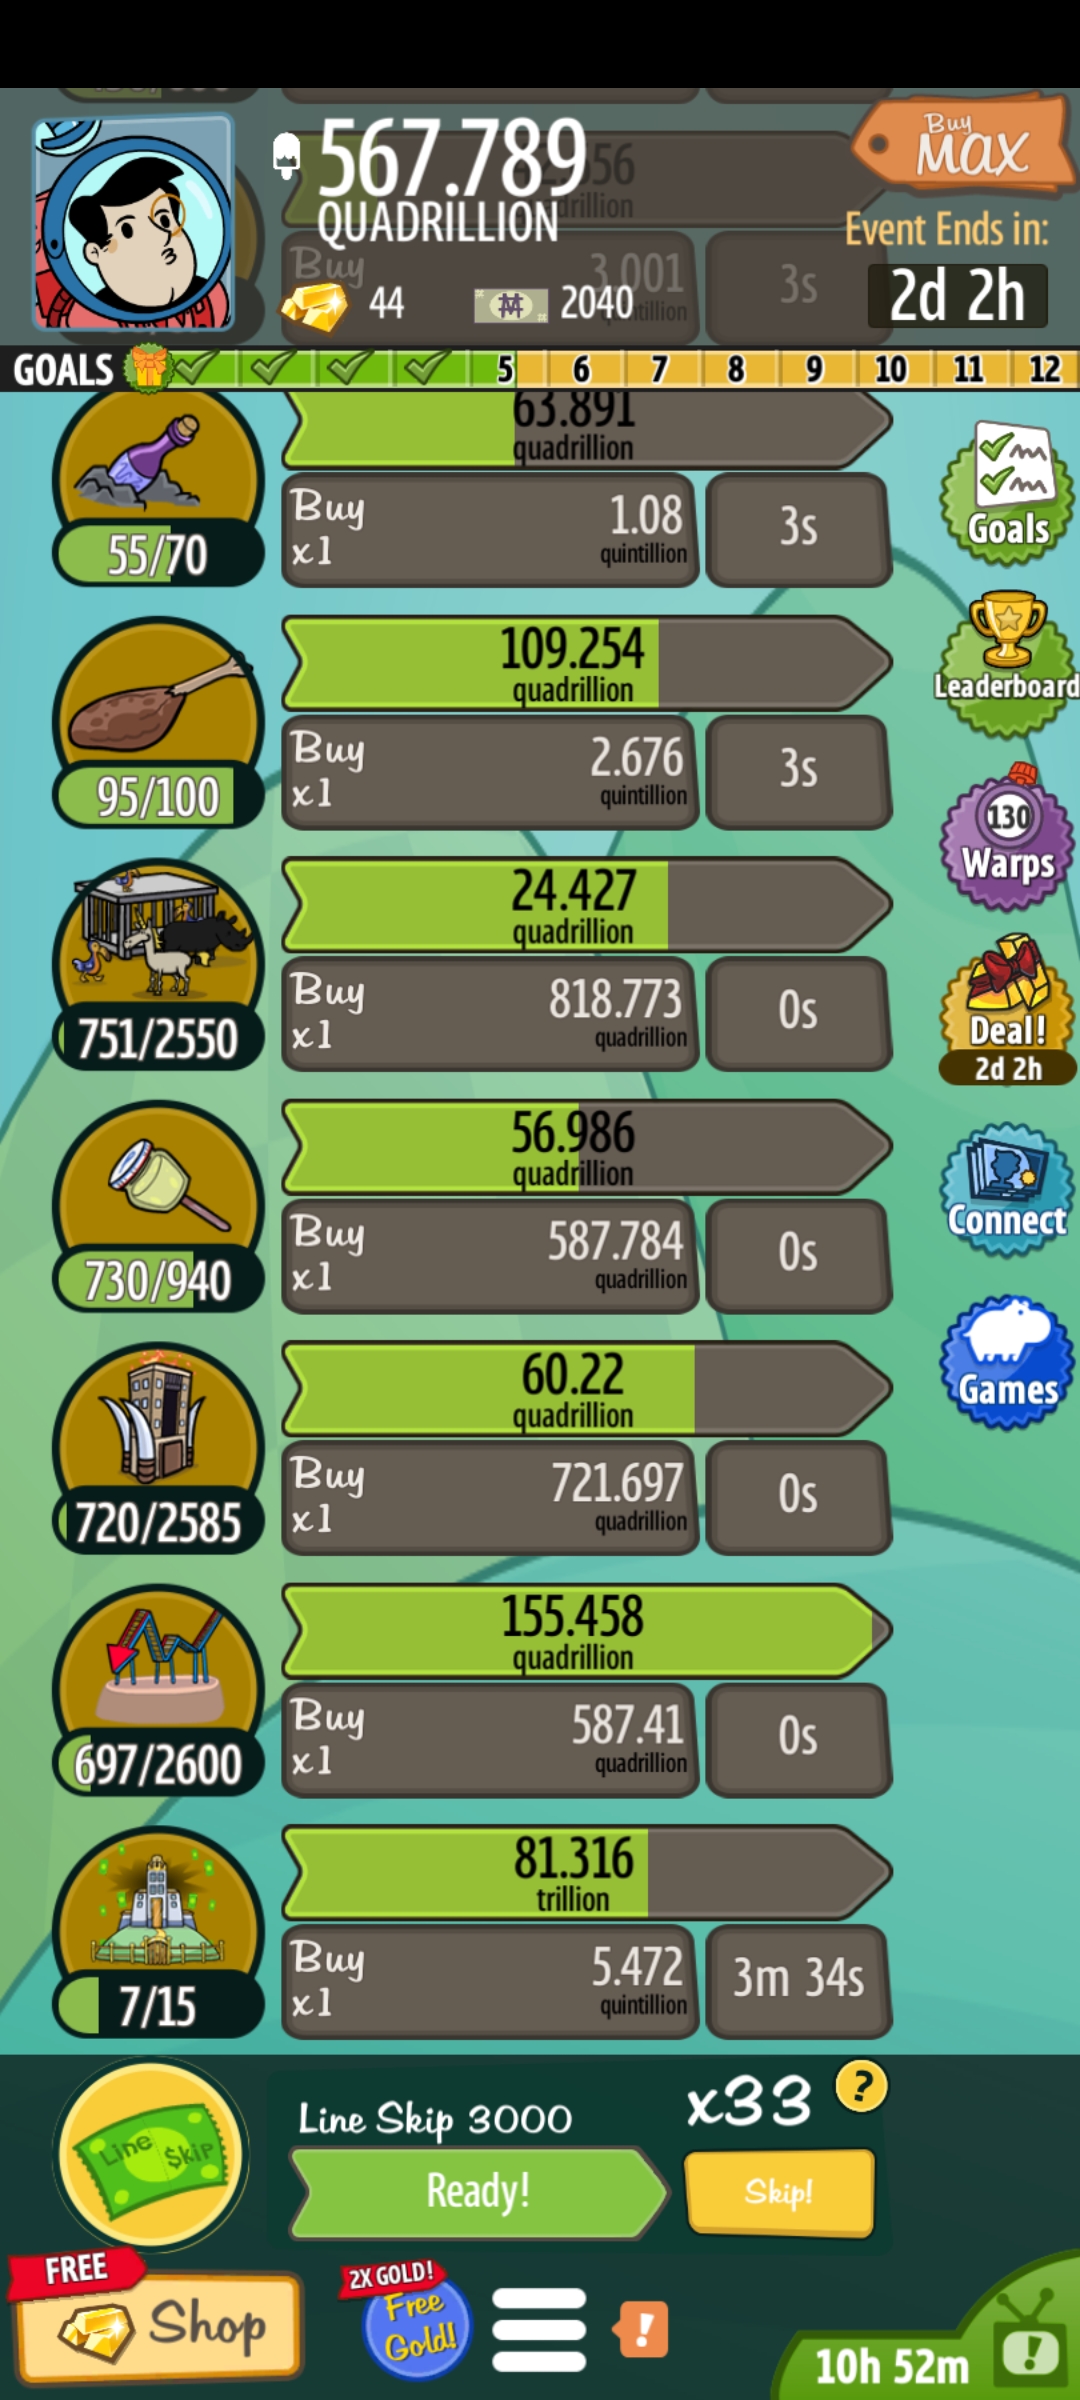 567.789
QUADRILLION
Buy
MAX
Event Ends in:
2d 2h
44
2040
Buy
3.001
3s
GOALS
5 6 7 8 9 10 11 12
63.891
quadrillion
55/70
Buy
x1
1.08
quintillion
3s
Goals
109.254
quadrillion
95/100
Buy
x1
2.676
quintillion
3s
Leaderboard
24.427
quadrillion
751/2550
Buy
x1
818.773
quadrillion
0s
130
Warps
Deal!
2d 2h
56.986
quadrillion
730/940
Buy
x1
587.784
quadrillion
0s
Connect
60.22
quadrillion
720/2585
Buy
x1
721.697
quadrillion
0s
Games
155.458
quadrillion
697/2600
Buy
x1
587.41
quadrillion
0s
81.316
trillion
7/15
Buy
x1
5.472
quintillion
3m 34s
Line $kip
Line Skip 3000
x33
?
Ready!
Skip!
FREE
Shop
2X GOLD!
Free
Gold!
!
10h 52m
!